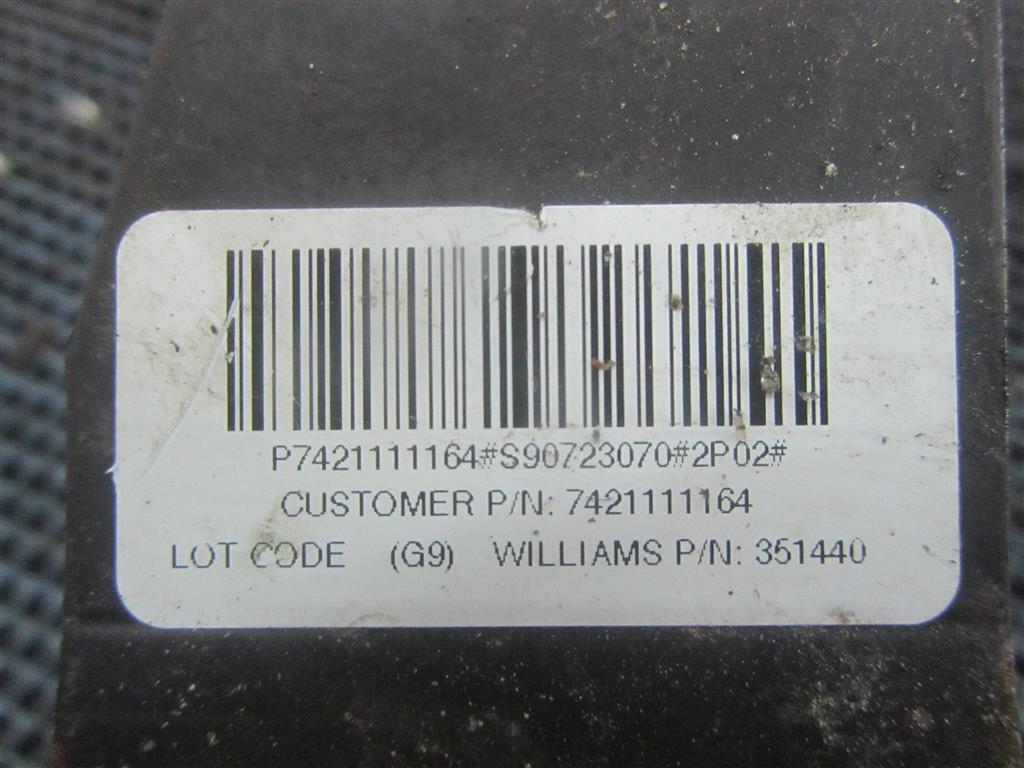 P7421111164#S90723070#2P02#
CUSTOMER P/N: 7421111164
LOT CODE (G9) WILLIAMS P/N: 351440